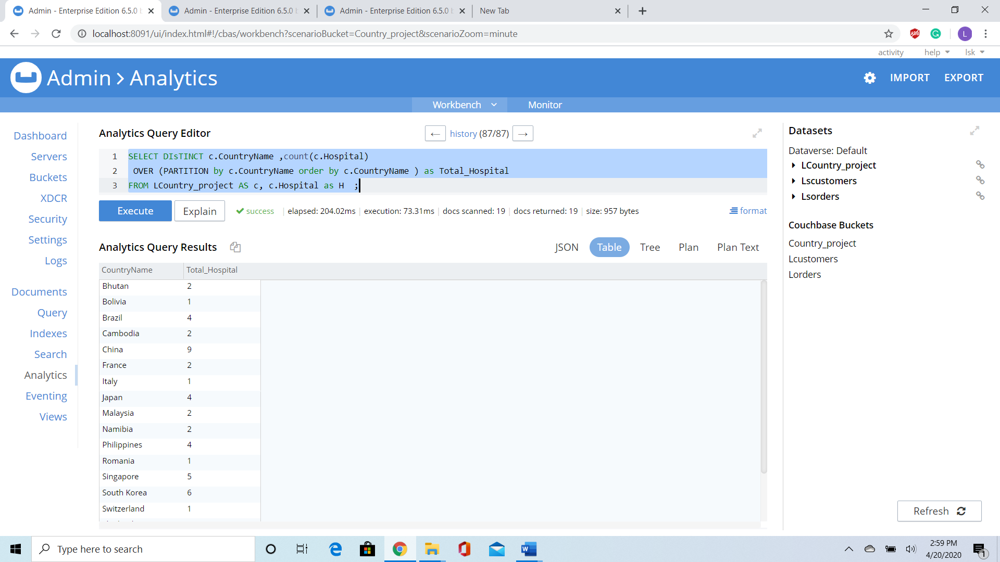 Admin - Enterprise Edition 6.5.0
Admin - Enterprise Edition 6.5.0
Admin - Enterprise Edition 6.5.0
New Tab
localhost:8091/ui/index.html#!/cbas/workbench?scenarioBucket=Country_project&scenarioZoom=minute
L
activity help lsk
Admin > Analytics
IMPORT EXPORT
Workbench Monitor
Dashboard
Servers
Buckets
XDCR
Security
Settings
Logs
Documents
Query
Indexes
Search
Analytics
Eventing
Views
Analytics Query Editor
← history (87/87) →
1 SELECT DIsTINCT c.CountryName ,count(c.Hospital)
2 OVER (PARTITION by c.CountryName order by c.CountryName ) as Total_Hospital
3 FROM LCountry_project AS c, c.Hospital as H ;
Execute Explain success elapsed: 204.02ms execution: 73.31ms docs scanned: 19 docs returned: 19 size: 957 bytes format
Analytics Query Results
JSON Table Tree Plan Plan Text
CountryName Total_Hospital
Bhutan 2
Bolivia 1
Brazil 4
Cambodia 2
China 9
France 2
Italy 1
Japan 4
Malaysia 2
Namibia 2
Philippines 4
Romania 1
Singapore 5
South Korea 6
Switzerland 1
Datasets
Dataverse: Default
LCountry_project
Lscustomers
Lsorders
Couchbase Buckets
Country_project
Lcustomers
Lorders
Refresh
Type here to search
2:59 PM
4/20/2020
1